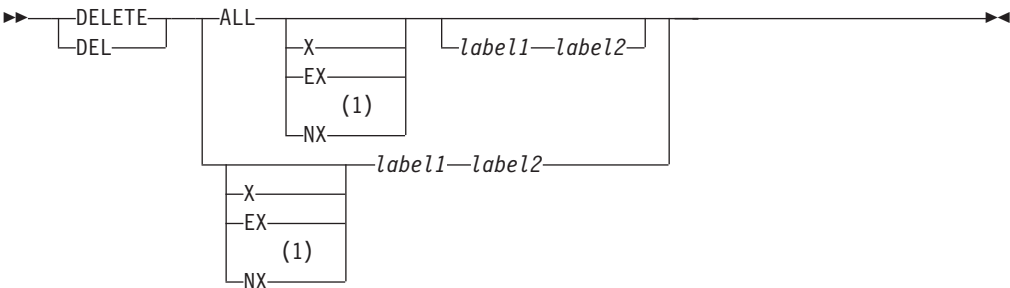 DELETE ALL
DEL X label1 label2
EX
(1)
NX
label1 label2
X
EX
(1)
NX